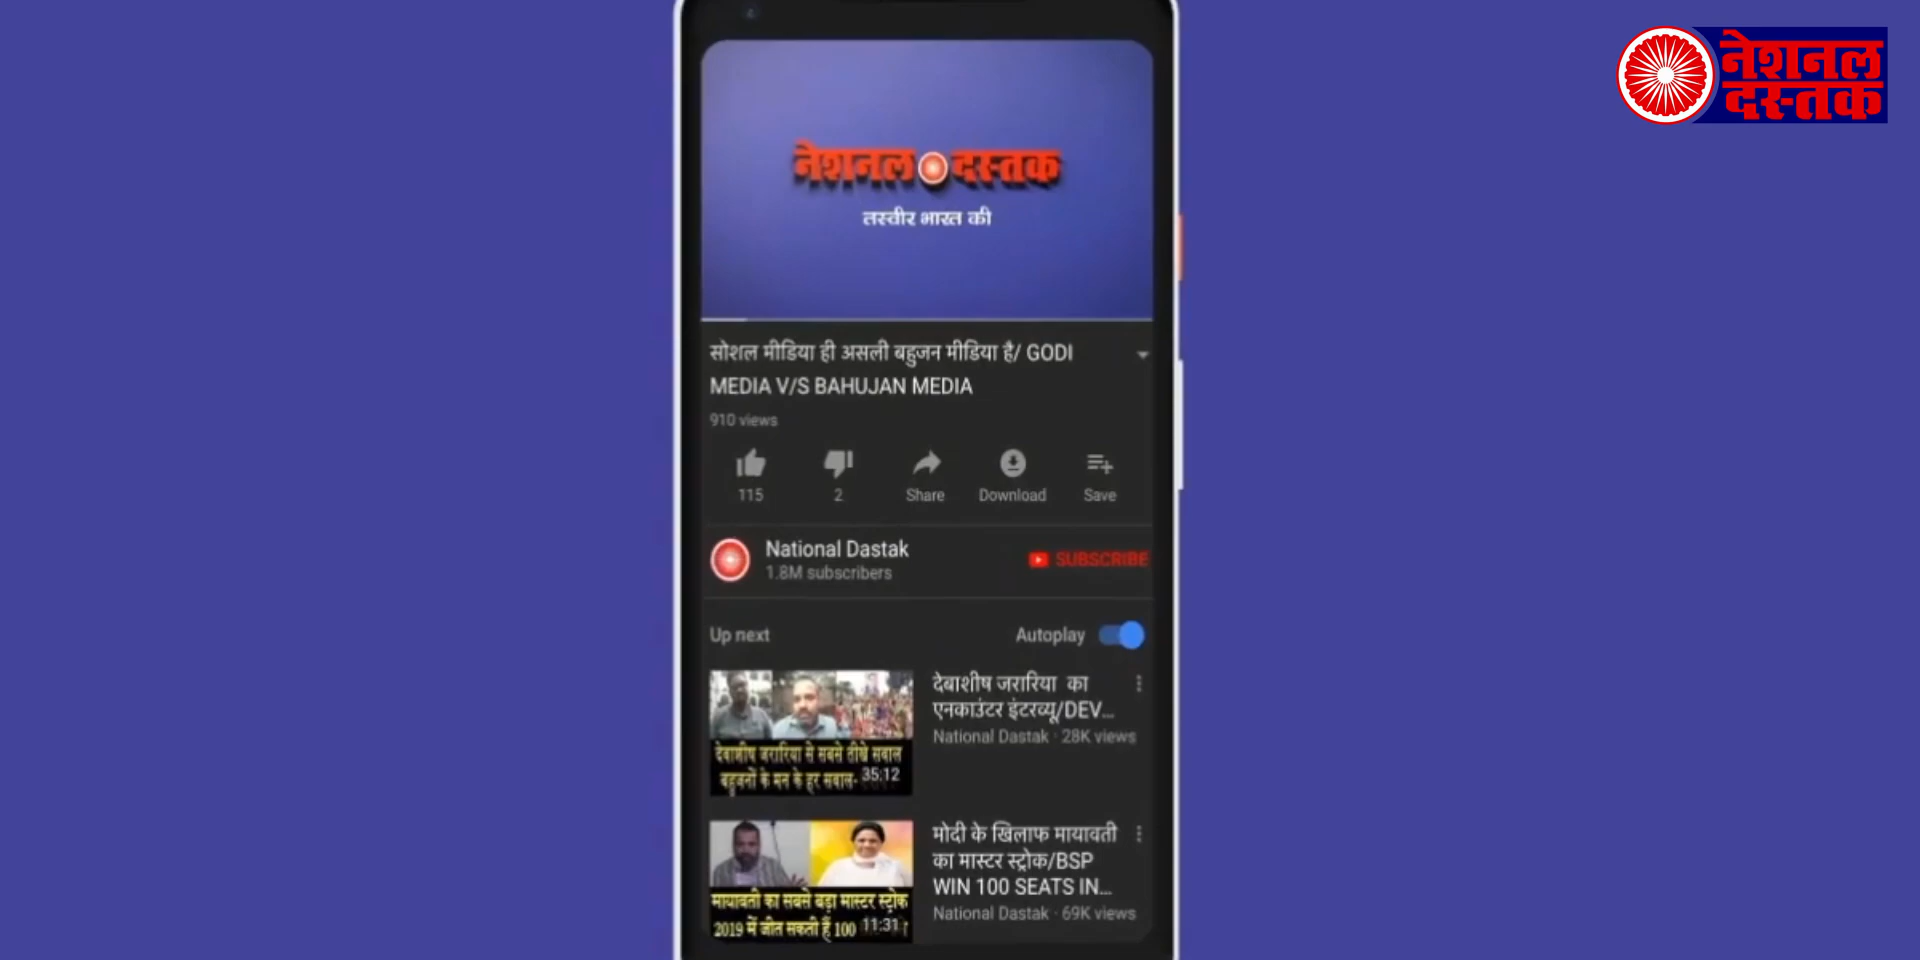 नेशनल
दस्तक
नेशनल दस्तक
तस्वीर भारत की
सोशल मीडिया ही असली बहुजन मीडिया है/ GODI
MEDIA V/S BAHUJAN MEDIA
910 views
115
2
Share
Download
Save
National Dastak
1.8M subscribers
SUBSCRIBE
Up next
Autoplay
देबाशीष जरारिया से सबसे तीखे सवाल
बहुजनों के मन के हर सवाल-
35:12
देबाशीष जरारिया का
एनकाउंटर इंटरव्यू/DEV...
National Dastak · 28K views
मायावती का सबसे बड़ा मास्टर स्ट्रोक
2019 में जीत सकती हैं 100
11:31
मोदी के खिलाफ मायावती
का मास्टर स्ट्रोक/BSP
WIN 100 SEATS IN...
National Dastak · 69K views